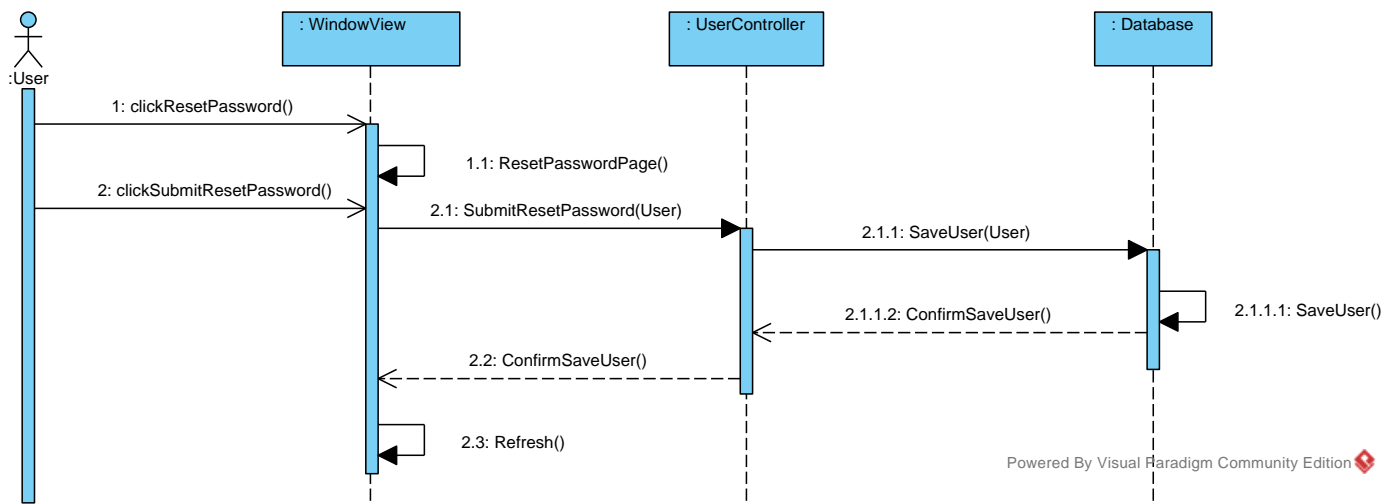 : WindowView
: UserController
: Database
:User
1: clickResetPassword()
1.1: ResetPasswordPage()
2: clickSubmitResetPassword()
2.1: SubmitResetPassword(User)
2.1.1: SaveUser(User)
2.1.1.1: SaveUser()
2.1.1.2: ConfirmSaveUser()
2.2: ConfirmSaveUser()
2.3: Refresh()
Powered By Visual Paradigm Community Edition